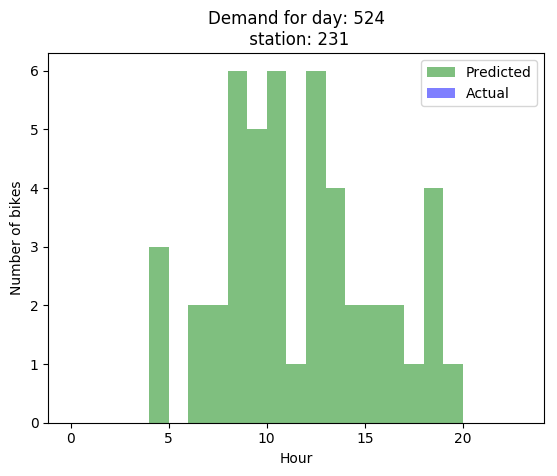 Demand for day: 524
station: 231
Predicted
Actual
Number of bikes
6
5
4
3
2
1
0
0
5
10
15
20
Hour